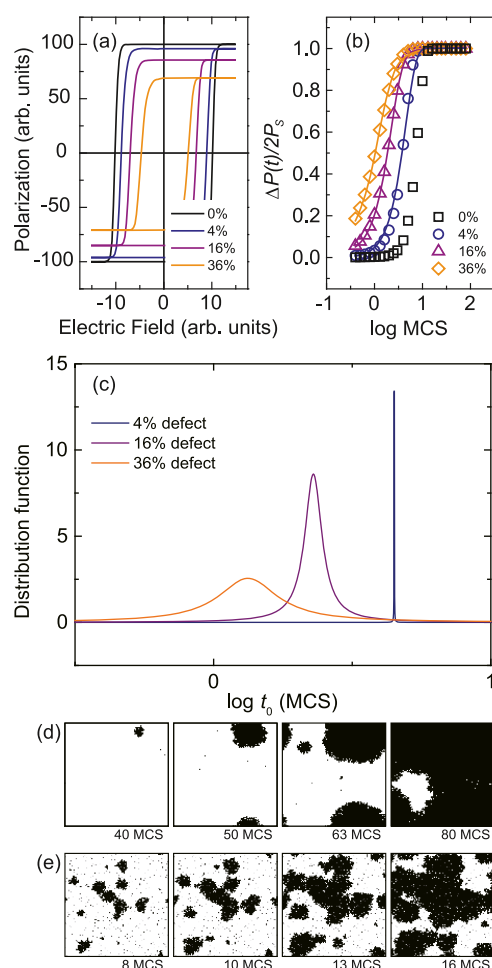 (a)
Polarization (arb. units)
100
50
0
-50
-100
0%
4%
16%
36%
-10
0
10
Electric Field (arb. units)
(b)
ΔP(t)/2P_S
1.0
0.8
0.6
0.4
0.2
0.0
0%
4%
16%
36%
-1
0
1
2
log MCS
(c)
Distribution function
15
10
5
0
4% defect
16% defect
36% defect
0
1
log t_0 (MCS)
(d)
40 MCS
50 MCS
63 MCS
80 MCS
(e)
8 MCS
10 MCS
13 MCS
16 MCS